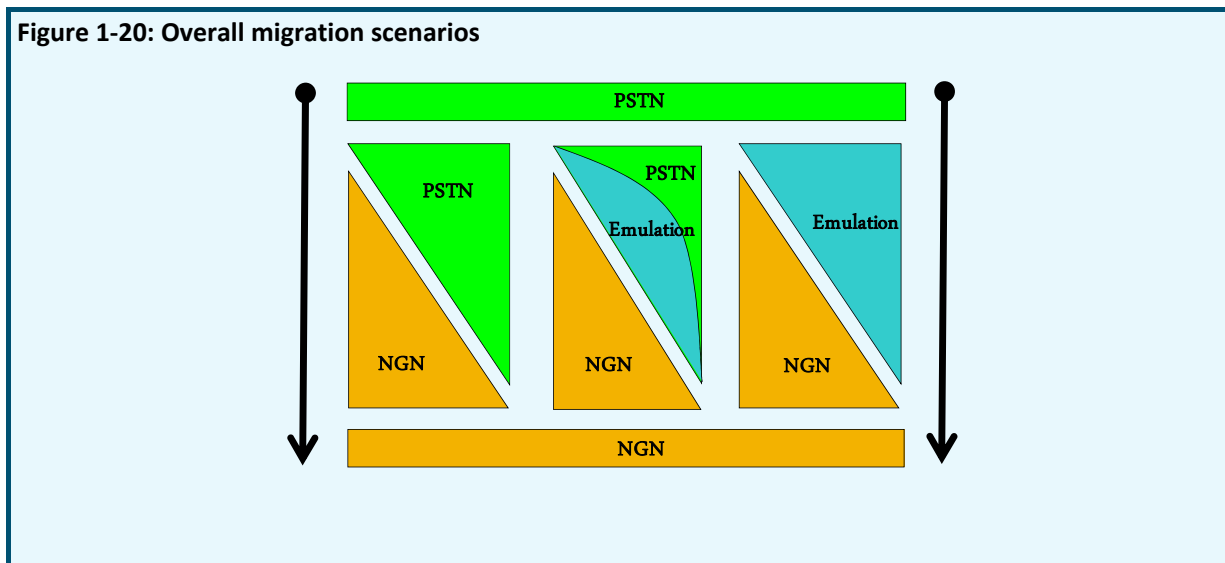 Figure 1-20: Overall migration scenarios
PSTN
PSTN
NGN
PSTN
Emulation
NGN
Emulation
NGN
NGN